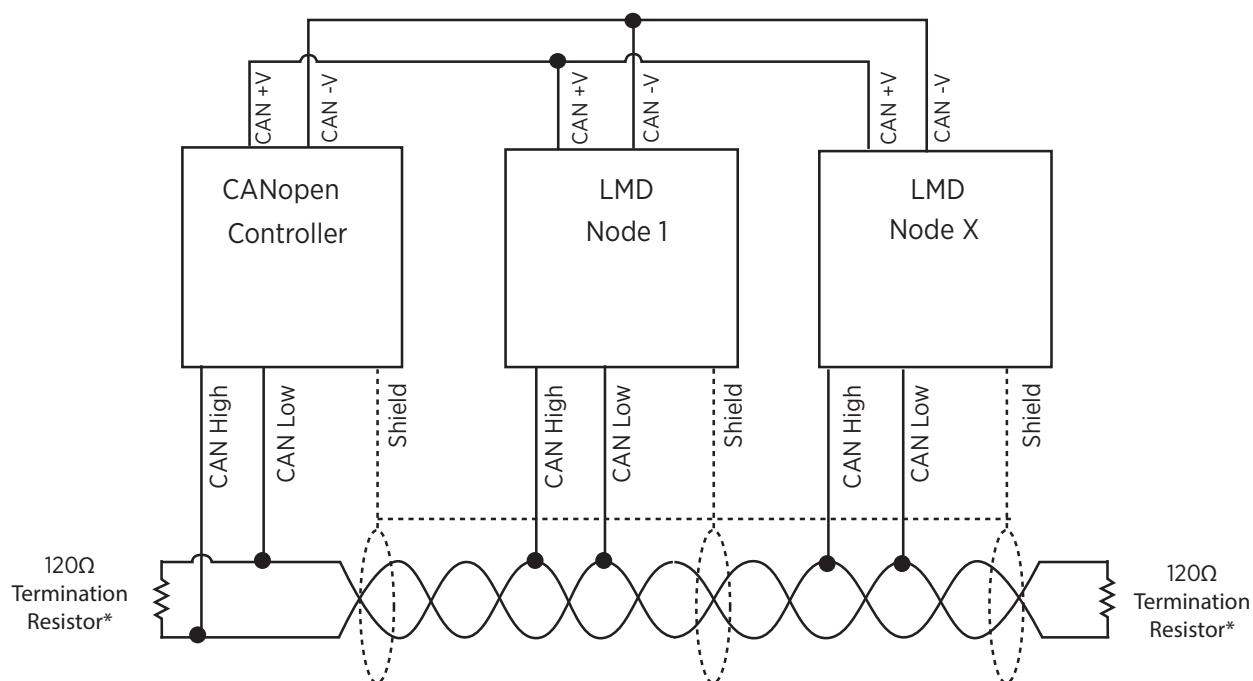 CAN +V
CAN -V
CAN +V
CAN -V
CAN +V
CAN -V
CANopen
Controller
LMD
Node 1
LMD
Node X
CAN High
CAN Low
Shield
CAN High
CAN Low
Shield
CAN High
CAN Low
Shield
120Ω
Termination
Resistor*
120Ω
Termination
Resistor*